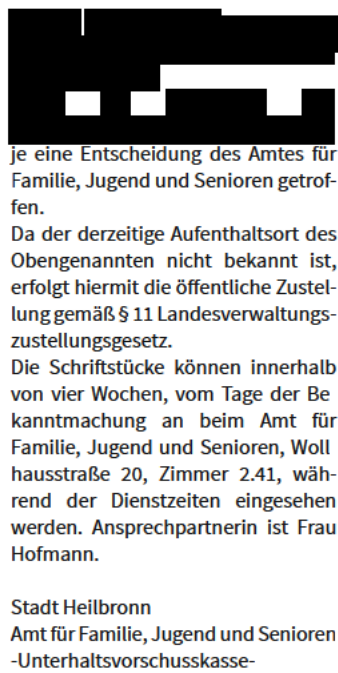 je eine Entscheidung des Amtes für
Familie, Jugend und Senioren getrof-
fen.
Da der derzeitige Aufenthaltsort des
Obengenannten nicht bekannt ist,
erfolgt hiermit die öffentliche Zustel-
lung gemäß § 11 Landesverwaltungs-
zustellungsgesetz.
Die Schriftstücke können innerhalb
von vier Wochen, vom Tage der Be
kanntmachung an beim Amt für
Familie, Jugend und Senioren, Woll
hausstraße 20, Zimmer 2.41, wäh-
rend der Dienstzeiten eingesehen
werden. Ansprechpartnerin ist Frau
Hofmann.
Stadt Heilbronn
Amt für Familie, Jugend und Senioren
-Unterhaltsvorschusskasse-